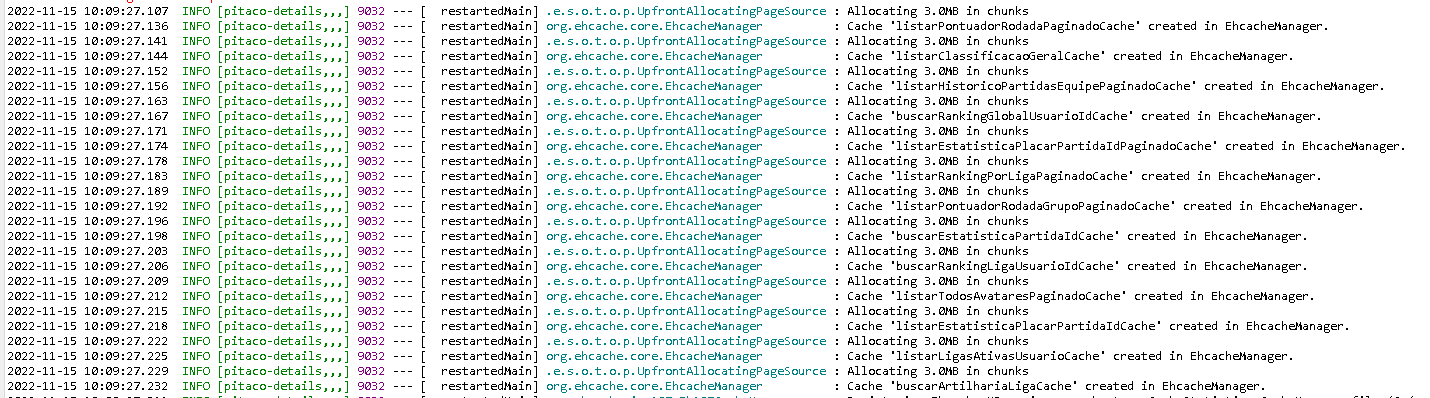 2022-11-15 10:09:27.107 INFO [pitaco-details,,,] 9032 --- [ restartedMain] .e.s.o.t.o.p.UpfrontAllocatingPageSource : Allocating 3.0MB in chunks
2022-11-15 10:09:27.136 INFO [pitaco-details,,,] 9032 --- [ restartedMain] org.ehcache.core.EhcacheManager : Cache 'listarPontuadorRodadaPaginadoCache' created in EhcacheManager.
2022-11-15 10:09:27.141 INFO [pitaco-details,,,] 9032 --- [ restartedMain] .e.s.o.t.o.p.UpfrontAllocatingPageSource : Allocating 3.0MB in chunks
2022-11-15 10:09:27.144 INFO [pitaco-details,,,] 9032 --- [ restartedMain] org.ehcache.core.EhcacheManager : Cache 'listarClassificacaoGeralCache' created in EhcacheManager.
2022-11-15 10:09:27.152 INFO [pitaco-details,,,] 9032 --- [ restartedMain] .e.s.o.t.o.p.UpfrontAllocatingPageSource : Allocating 3.0MB in chunks
2022-11-15 10:09:27.156 INFO [pitaco-details,,,] 9032 --- [ restartedMain] org.ehcache.core.EhcacheManager : Cache 'listarHistoricoPartidasEquipePaginadoCache' created in EhcacheManager.
2022-11-15 10:09:27.163 INFO [pitaco-details,,,] 9032 --- [ restartedMain] .e.s.o.t.o.p.UpfrontAllocatingPageSource : Allocating 3.0MB in chunks
2022-11-15 10:09:27.167 INFO [pitaco-details,,,] 9032 --- [ restartedMain] org.ehcache.core.EhcacheManager : Cache 'buscarRankingGlobalUsuarioIdCache' created in EhcacheManager.
2022-11-15 10:09:27.171 INFO [pitaco-details,,,] 9032 --- [ restartedMain] .e.s.o.t.o.p.UpfrontAllocatingPageSource : Allocating 3.0MB in chunks
2022-11-15 10:09:27.174 INFO [pitaco-details,,,] 9032 --- [ restartedMain] org.ehcache.core.EhcacheManager : Cache 'listarEstatisticaPlacarPartidaIdPaginadoCache' created in EhcacheManager.
2022-11-15 10:09:27.178 INFO [pitaco-details,,,] 9032 --- [ restartedMain] .e.s.o.t.o.p.UpfrontAllocatingPageSource : Allocating 3.0MB in chunks
2022-11-15 10:09:27.183 INFO [pitaco-details,,,] 9032 --- [ restartedMain] org.ehcache.core.EhcacheManager : Cache 'listarRankingPorLigaPaginadoCache' created in EhcacheManager.
2022-11-15 10:09:27.189 INFO [pitaco-details,,,] 9032 --- [ restartedMain] .e.s.o.t.o.p.UpfrontAllocatingPageSource : Allocating 3.0MB in chunks
2022-11-15 10:09:27.192 INFO [pitaco-details,,,] 9032 --- [ restartedMain] org.ehcache.core.EhcacheManager : Cache 'listarPontuadorRodadaGrupoPaginadoCache' created in EhcacheManager.
2022-11-15 10:09:27.196 INFO [pitaco-details,,,] 9032 --- [ restartedMain] .e.s.o.t.o.p.UpfrontAllocatingPageSource : Allocating 3.0MB in chunks
2022-11-15 10:09:27.198 INFO [pitaco-details,,,] 9032 --- [ restartedMain] org.ehcache.core.EhcacheManager : Cache 'buscarEstatisticaPartidaIdCache' created in EhcacheManager.
2022-11-15 10:09:27.203 INFO [pitaco-details,,,] 9032 --- [ restartedMain] .e.s.o.t.o.p.UpfrontAllocatingPageSource : Allocating 3.0MB in chunks
2022-11-15 10:09:27.206 INFO [pitaco-details,,,] 9032 --- [ restartedMain] org.ehcache.core.EhcacheManager : Cache 'buscarRankingLigaUsuarioIdCache' created in EhcacheManager.
2022-11-15 10:09:27.209 INFO [pitaco-details,,,] 9032 --- [ restartedMain] .e.s.o.t.o.p.UpfrontAllocatingPageSource : Allocating 3.0MB in chunks
2022-11-15 10:09:27.212 INFO [pitaco-details,,,] 9032 --- [ restartedMain] org.ehcache.core.EhcacheManager : Cache 'listarTodosAvataresPaginadoCache' created in EhcacheManager.
2022-11-15 10:09:27.215 INFO [pitaco-details,,,] 9032 --- [ restartedMain] .e.s.o.t.o.p.UpfrontAllocatingPageSource : Allocating 3.0MB in chunks
2022-11-15 10:09:27.218 INFO [pitaco-details,,,] 9032 --- [ restartedMain] org.ehcache.core.EhcacheManager : Cache 'listarEstatisticaPlacarPartidaIdCache' created in EhcacheManager.
2022-11-15 10:09:27.222 INFO [pitaco-details,,,] 9032 --- [ restartedMain] .e.s.o.t.o.p.UpfrontAllocatingPageSource : Allocating 3.0MB in chunks
2022-11-15 10:09:27.225 INFO [pitaco-details,,,] 9032 --- [ restartedMain] org.ehcache.core.EhcacheManager : Cache 'listarLigasAtivasUsuarioCache' created in EhcacheManager.
2022-11-15 10:09:27.229 INFO [pitaco-details,,,] 9032 --- [ restartedMain] .e.s.o.t.o.p.UpfrontAllocatingPageSource : Allocating 3.0MB in chunks
2022-11-15 10:09:27.232 INFO [pitaco-details,,,] 9032 --- [ restartedMain] org.ehcache.core.EhcacheManager : Cache 'buscarArtilhariaLigaCache' created in EhcacheManager.